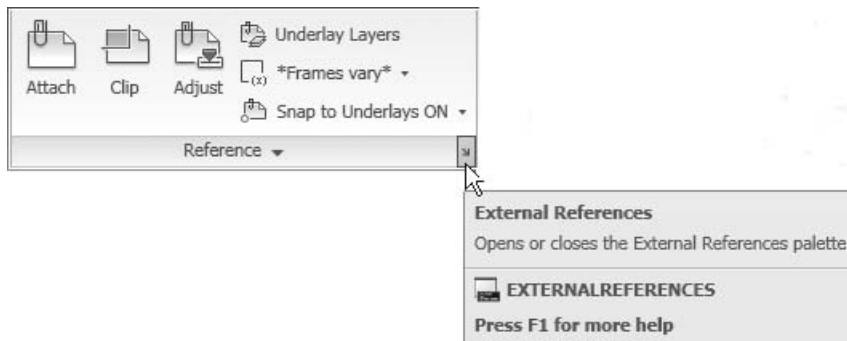 Attach
Clip
Adjust
Underlay Layers
(x) *Frames vary*
Snap to Underlays ON
Reference
External References
Opens or closes the External References palette
EXTERNALREFERENCES
Press F1 for more help